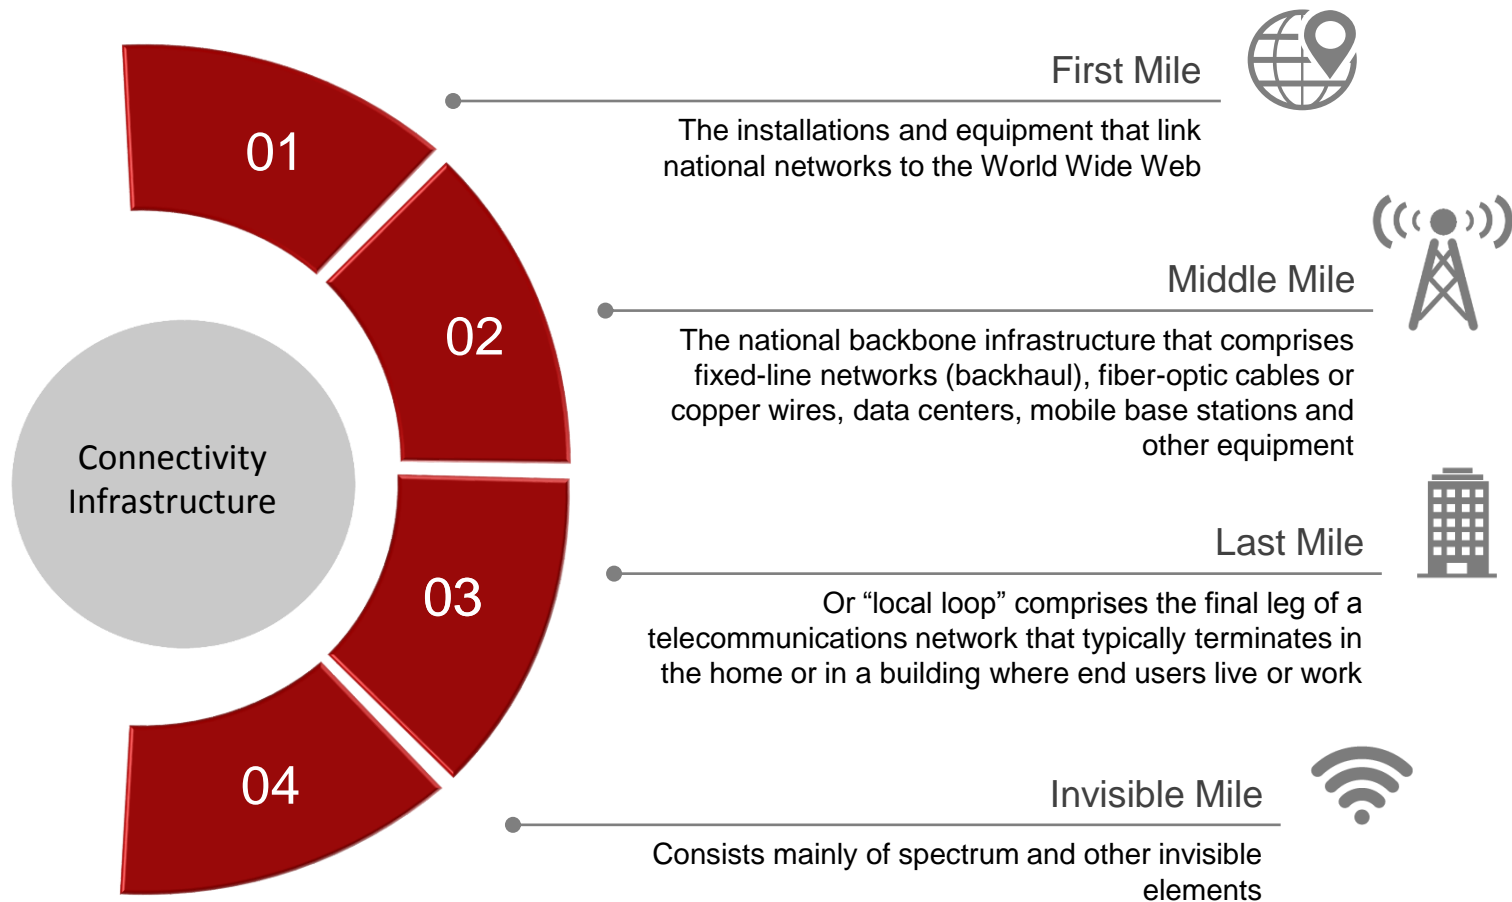 Connectivity
Infrastructure
01
First Mile
The installations and equipment that link
national networks to the World Wide Web
02
Middle Mile
The national backbone infrastructure that comprises
fixed-line networks (backhaul), fiber-optic cables or
copper wires, data centers, mobile base stations and
other equipment
03
Last Mile
Or “local loop” comprises the final leg of a
telecommunications network that typically terminates in
the home or in a building where end users live or work
04
Invisible Mile
Consists mainly of spectrum and other invisible
elements